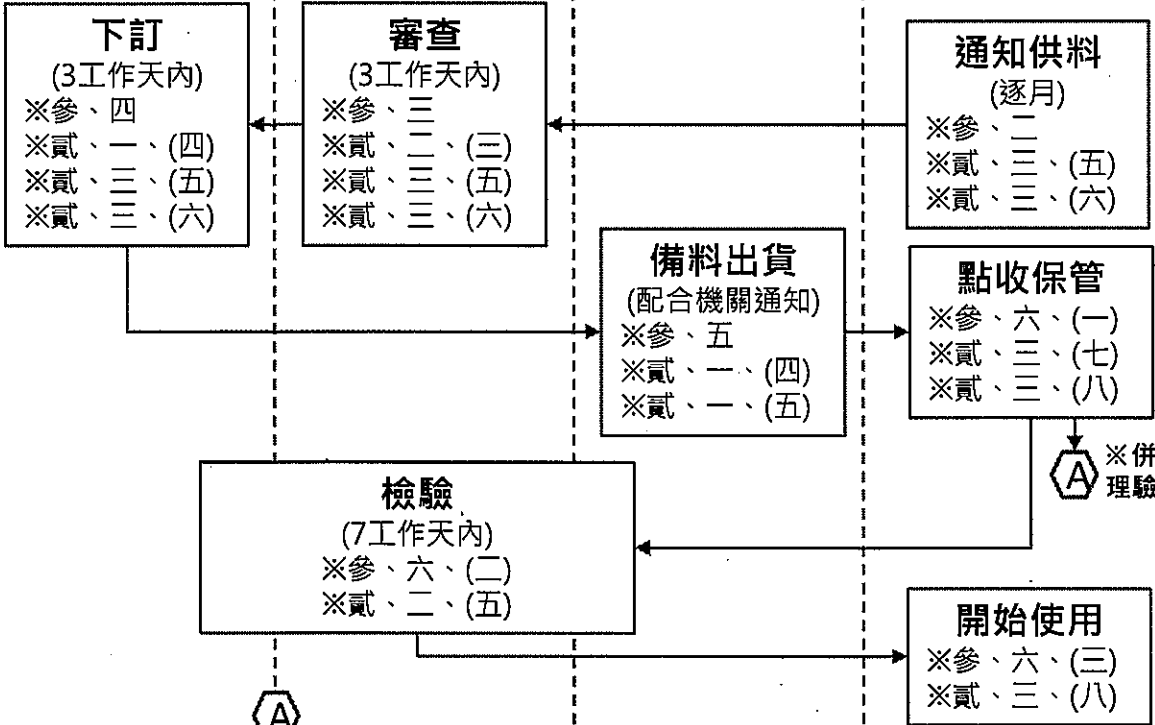 下訂
(3工作天內)
※參、四
※貳、一、(四)
※貳、三、(五)
※貳、三、(六)
審查
(3工作天內)
※參、三
※貳、二、(三)
※貳、三、(五)
※貳、三、(六)
通知供料
(逐月)
※參、二
※貳、三、(五)
※貳、三、(六)
備料出貨
(配合機關通知)
※參、五
※貳、一、(四)
※貳、一、(五)
點收保管
※參、六、(一)
※貳、三、(七)
※貳、三、(八)
A
※併
理驗
檢驗
(7工作天內)
※參、六、(二)
※貳、二、(五)
開始使用
※參、六、(三)
※貳、三、(八)
A